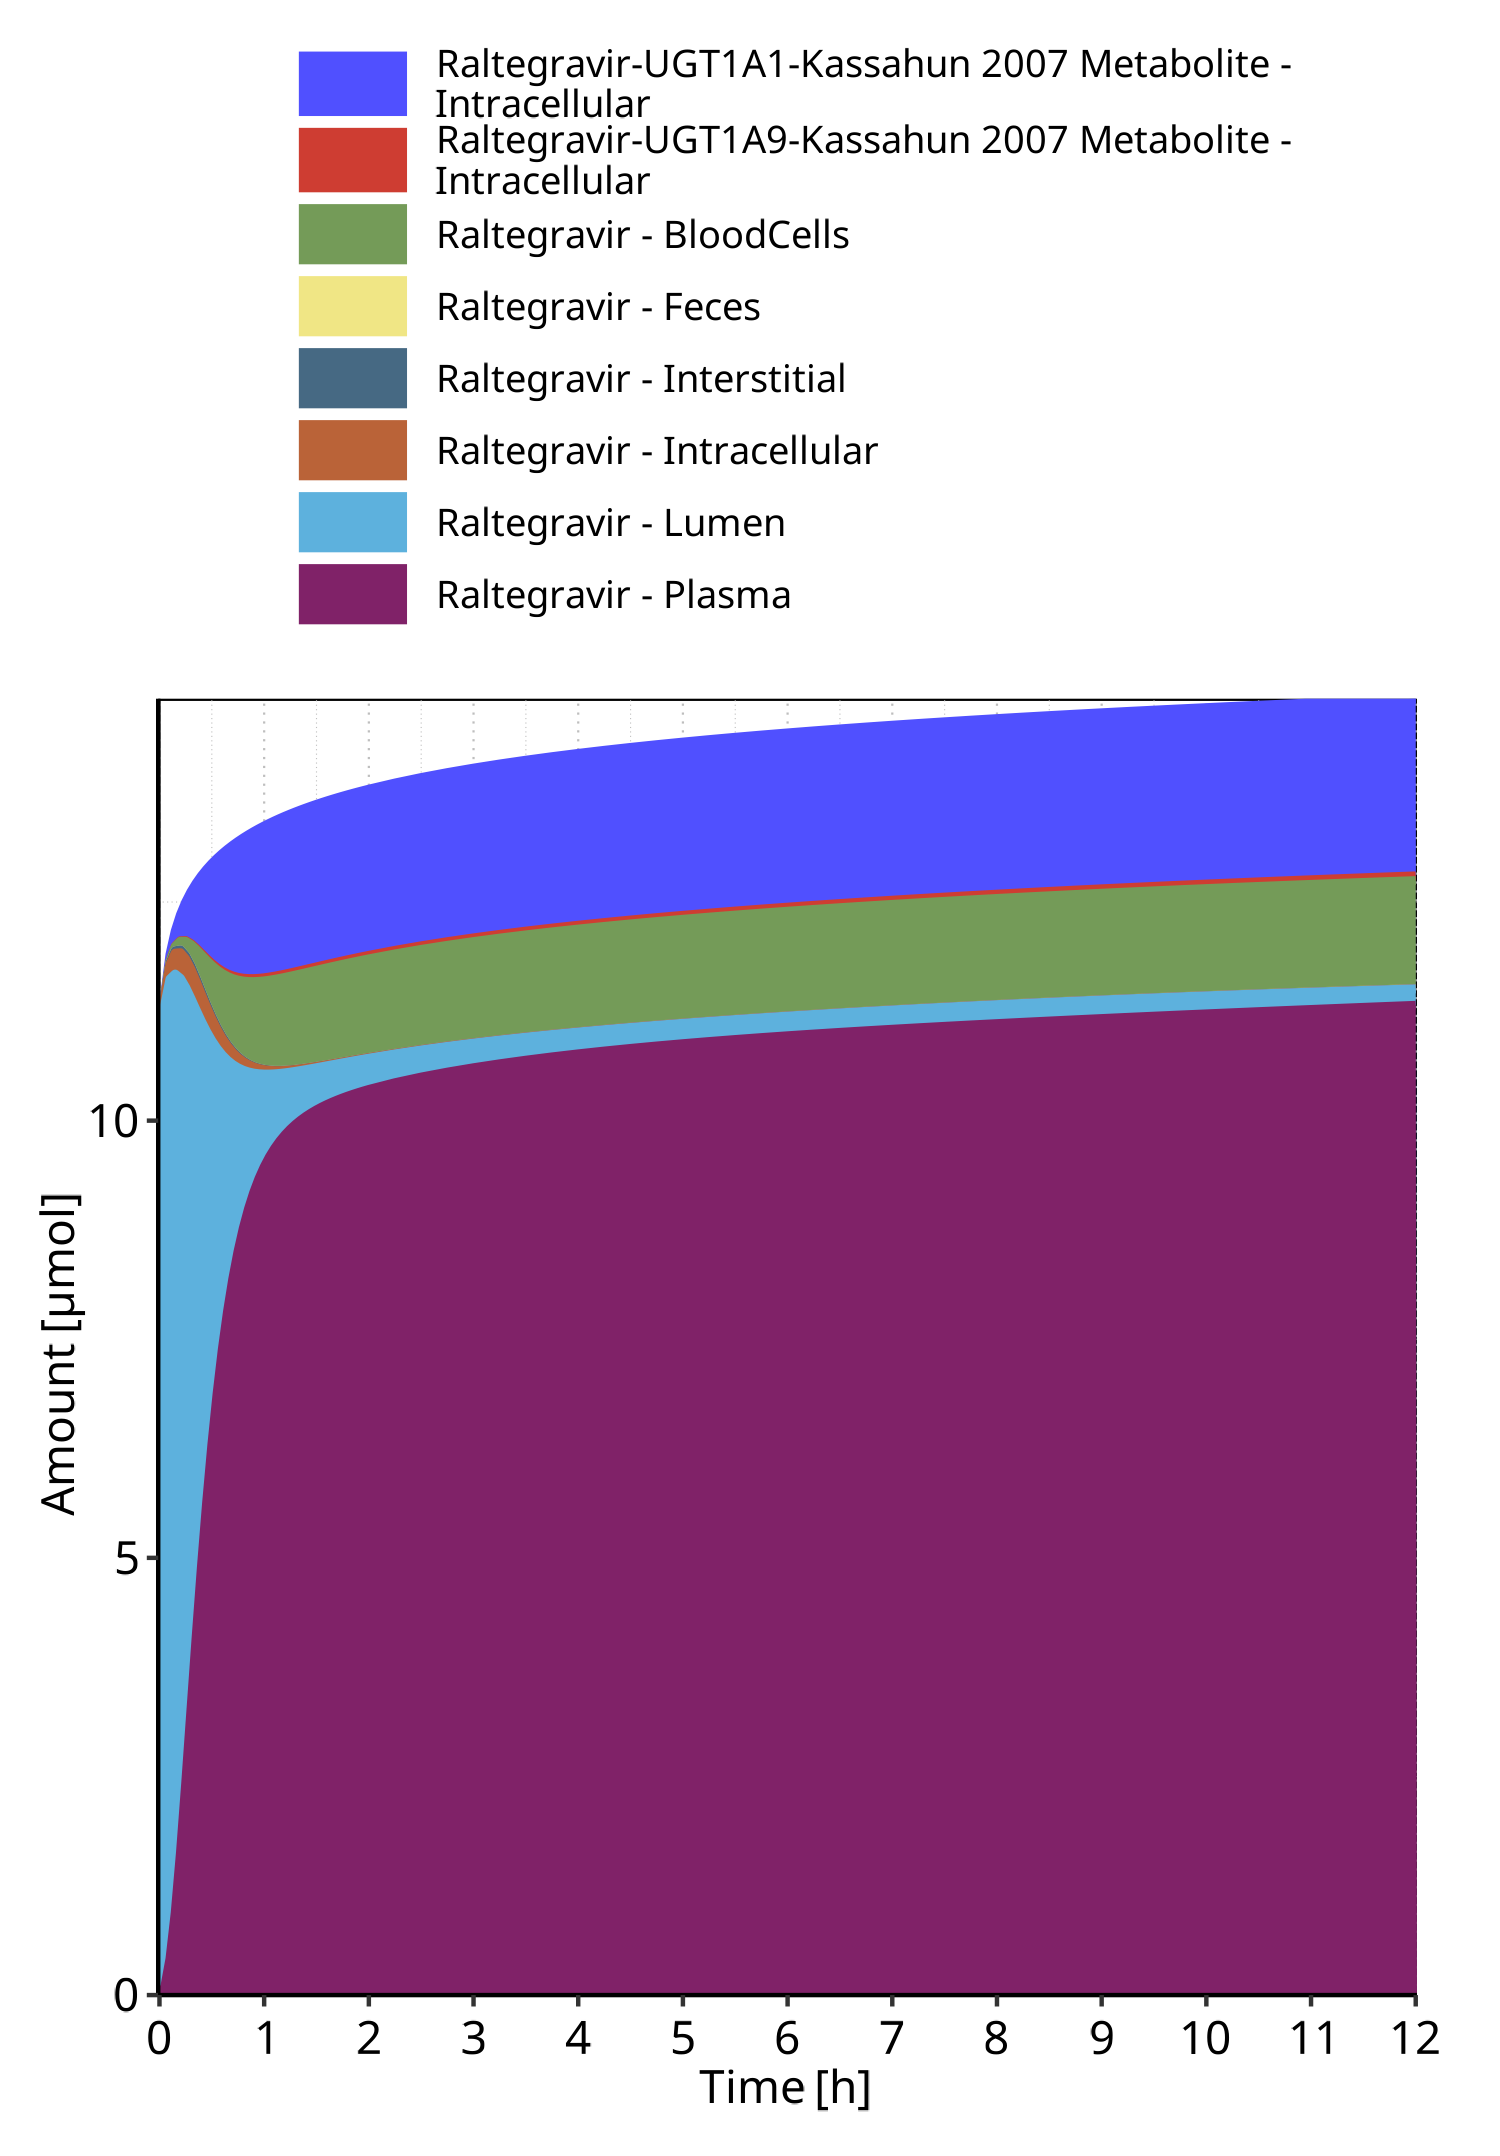 Raltegravir-UGT1A1-Kassahun 2007 Metabolite -
Intracellular
Raltegravir-UGT1A9-Kassahun 2007 Metabolite -
Intracellular
Raltegravir - BloodCells
Raltegravir - Feces
Raltegravir - Interstitial
Raltegravir - Intracellular
Raltegravir - Lumen
Raltegravir - Plasma
10
5
0
Amount [µmol]
0 1 2 3 4 5 6 7 8 9 10 11 12
Time [h]